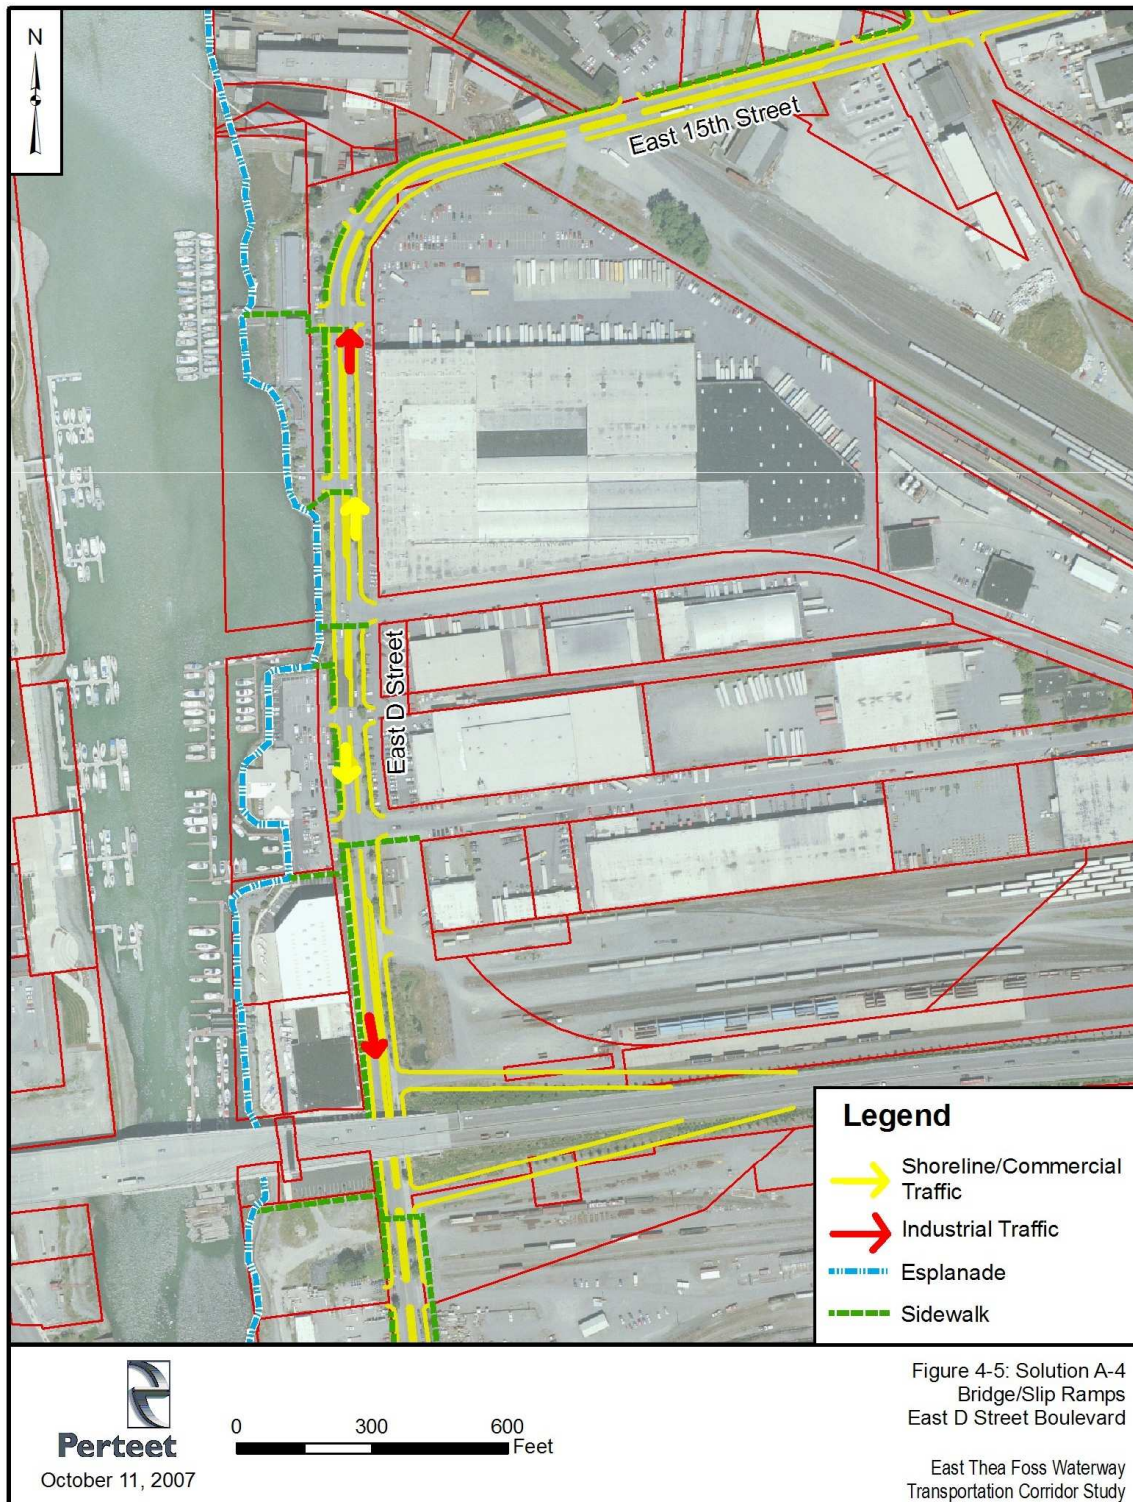 N
East 15th Street
East D Street
Legend
Shoreline/Commercial
Traffic
Industrial Traffic
Esplanade
Sidewalk
Perteet
October 11, 2007
0 300 600
Feet
Figure 4-5: Solution A-4
Bridge/Slip Ramps
East D Street Boulevard
East Thea Foss Waterway
Transportation Corridor Study